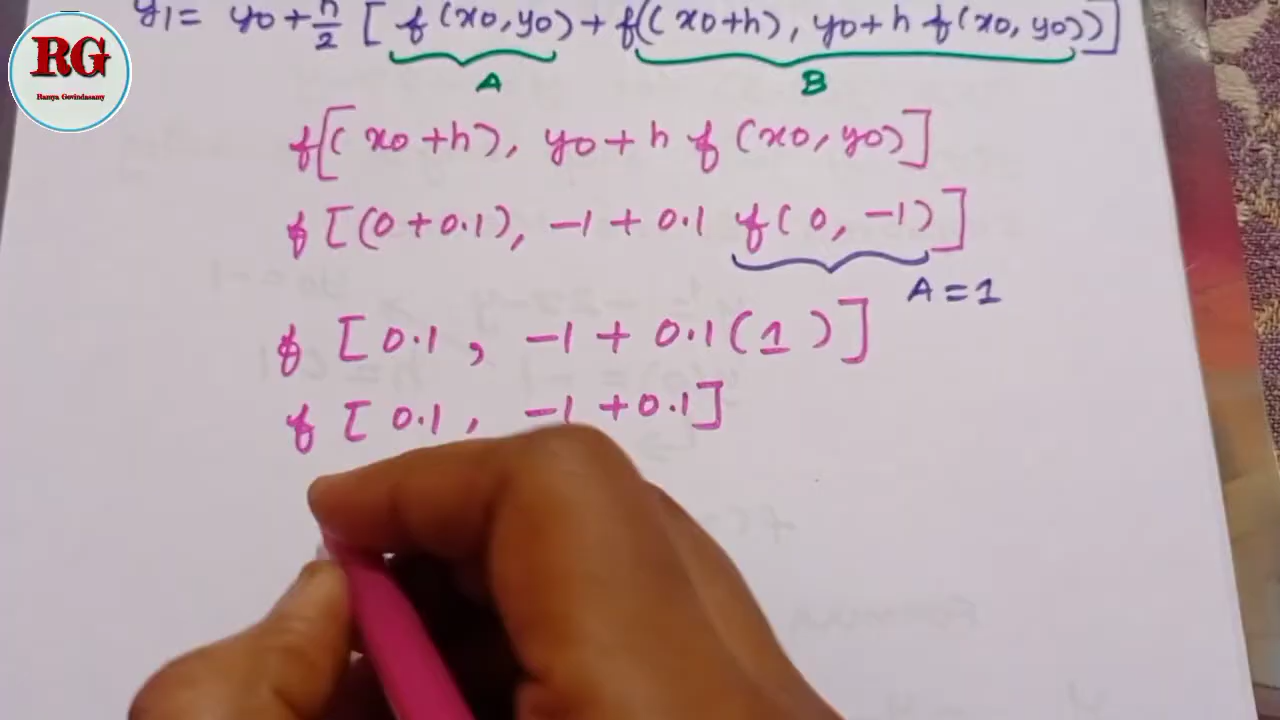 RG
Ramya Govindasamy
y1= y0+h/2 [ f(x0,y0)+f((x0+h), y0+h f(x0,y0))]
A
B
f[(x0+h), y0+h f(x0,y0)]
f[(0+0.1), -1+0.1 f(0,-1)]
A=1
f[0.1, -1+0.1(1)]
f[0.1, -1+0.1]